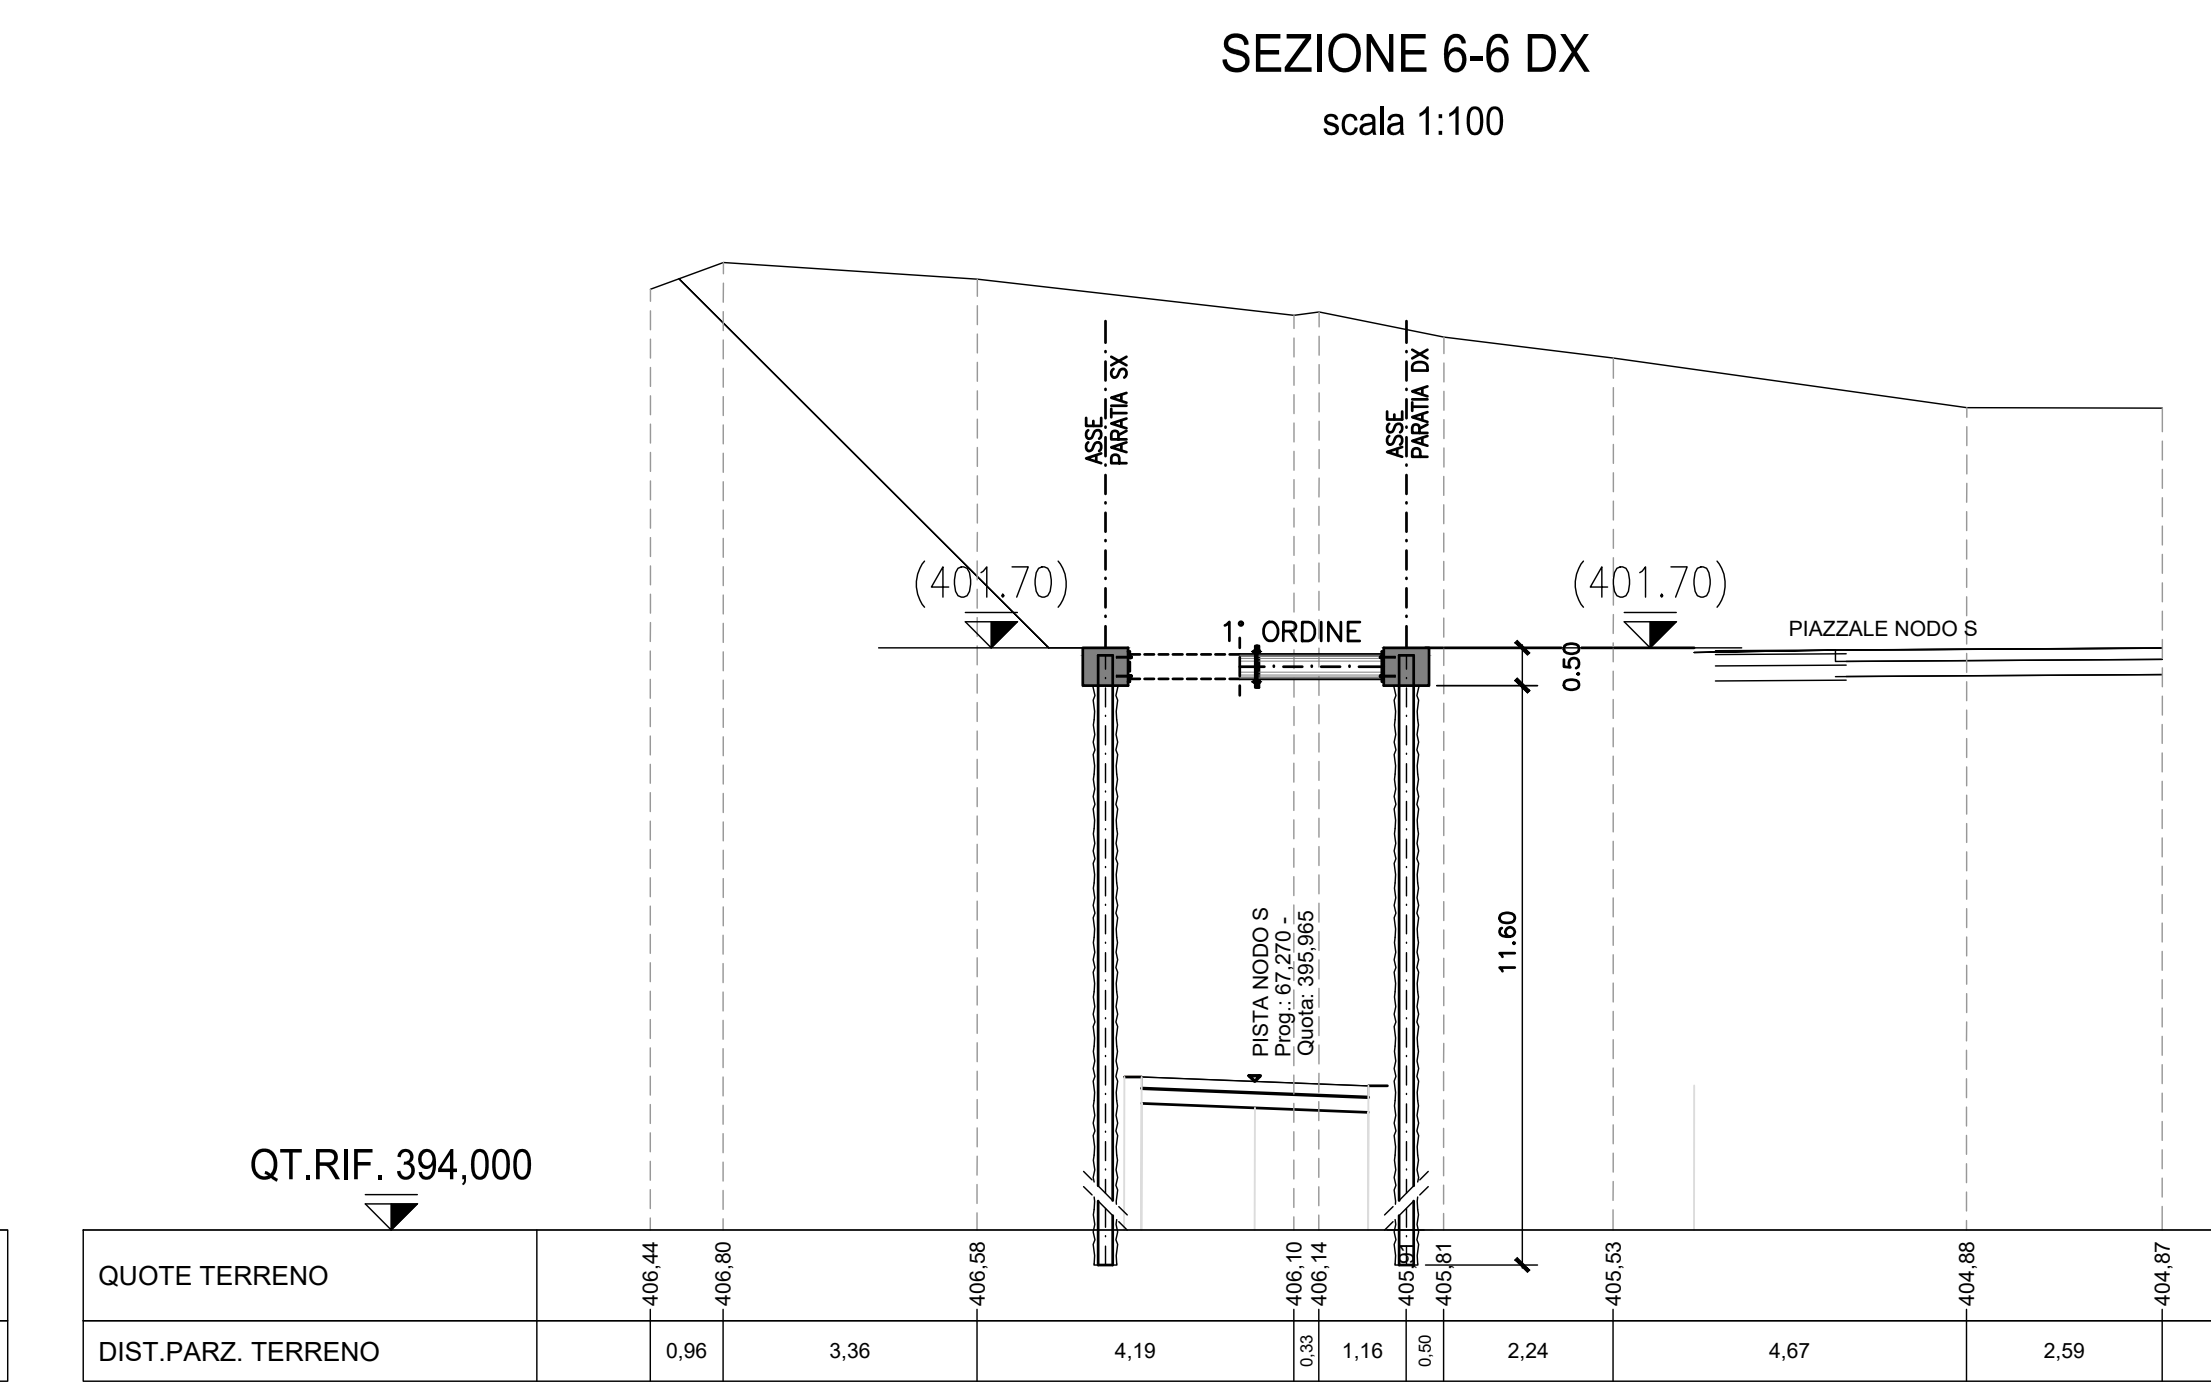 SEZIONE 6-6 DX
scala 1:100
ASSE
PARATIA SX
ASSE
PARATIA DX
(401.70)
(401.70)
1° ORDINE
PIAZZALE NODO S
0.50
11.60
PISTA NODO S
Prog.: 67,270 -
Quota: 395,965
QT.RIF. 394,000
QUOTE TERRENO
406,44
406,80
406,58
406,10
406,14
405,91
405,81
405,53
404,88
404,87
DIST.PARZ. TERRENO
0,96
3,36
4,19
0,33
1,16
0,50
2,24
4,67
2,59